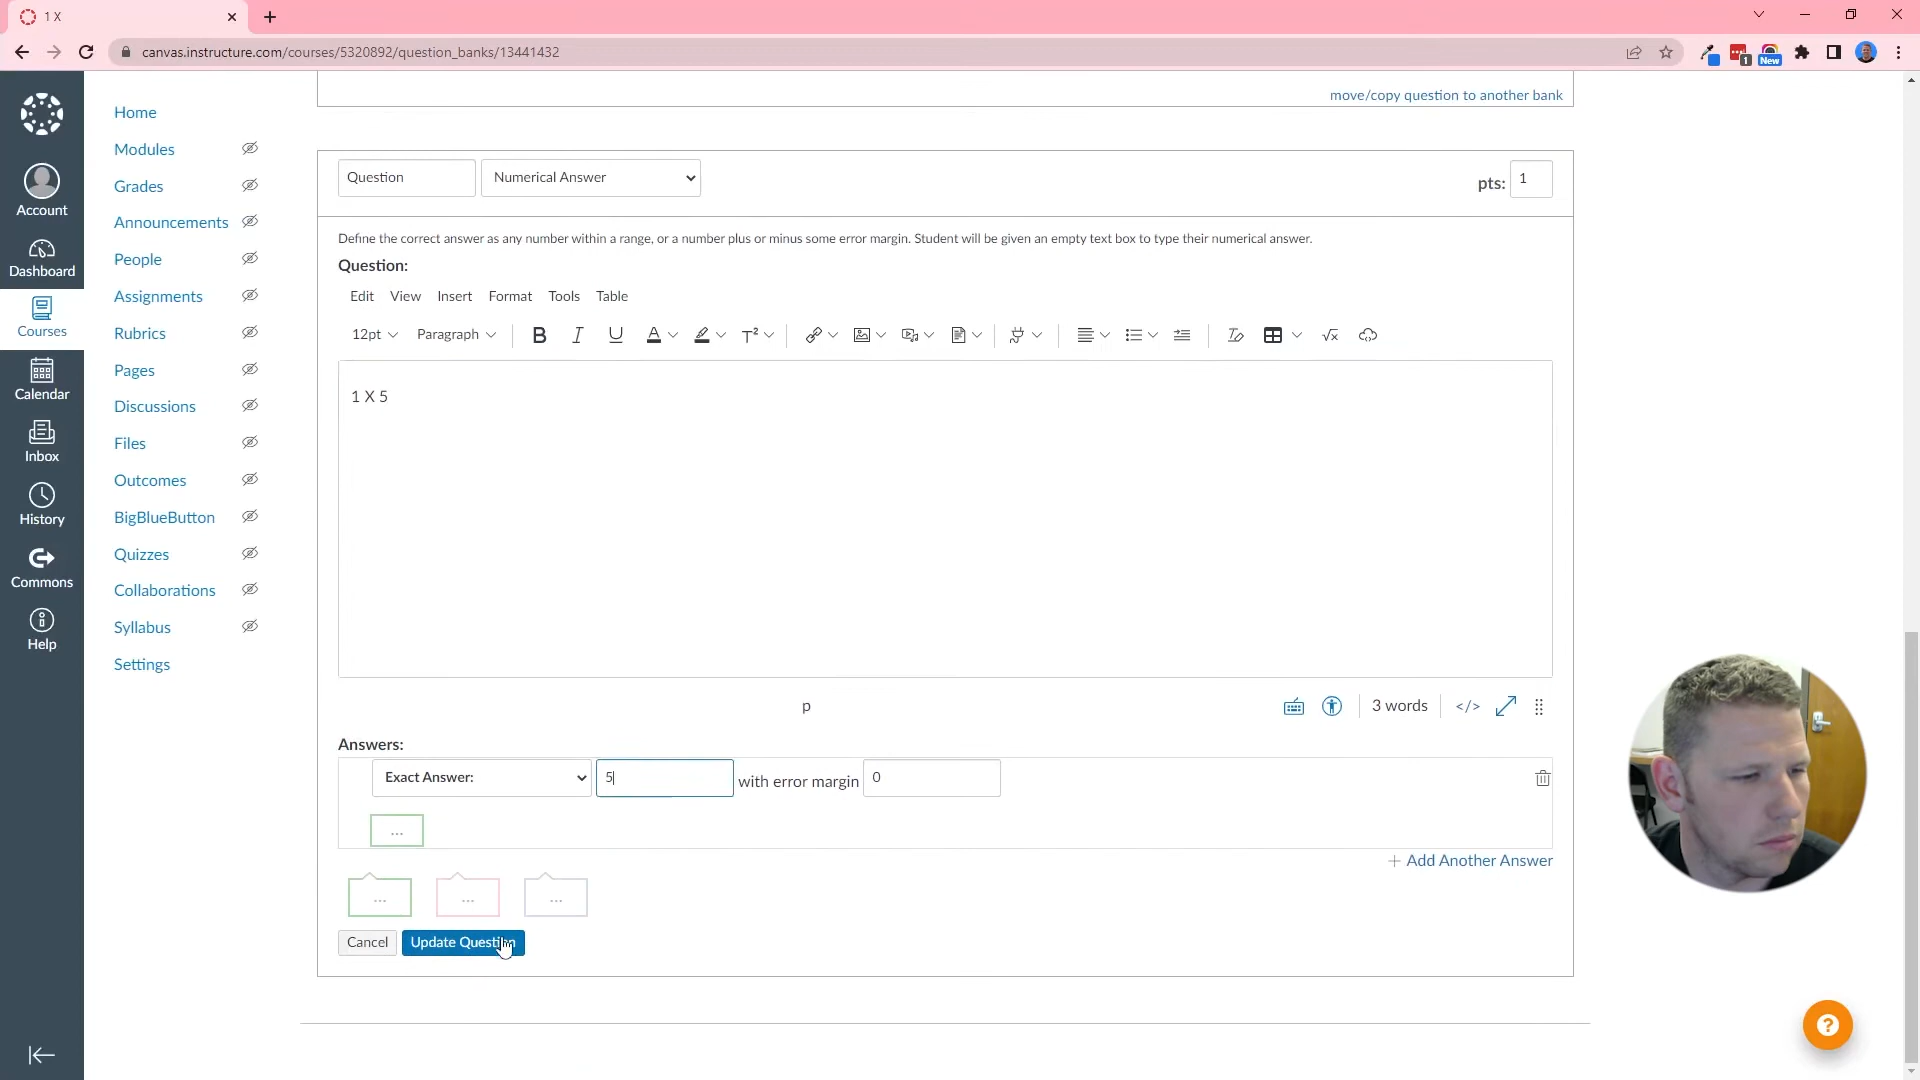 1 X
canvas.instructure.com/courses/5320892/question_banks/13441432
1
New
Account
Dashboard
Courses
Calendar
Inbox
History
Commons
Help
Home
Modules
Grades
Announcements
People
Assignments
Rubrics
Pages
Discussions
Files
Outcomes
BigBlueButton
Quizzes
Collaborations
Syllabus
Settings
move/copy question to another bank
Question Numerical Answer pts: 1
Define the correct answer as any number within a range, or a number plus or minus some error margin. Student will be given an empty text box to type their numerical answer.
Question:
Edit View Insert Format Tools Table
12pt Paragraph B I U A T² √x
1 X 5
p 3 words </>
Answers:
Exact Answer: 5 with error margin 0
...
+ Add Another Answer
... ... ...
Cancel Update Question
?